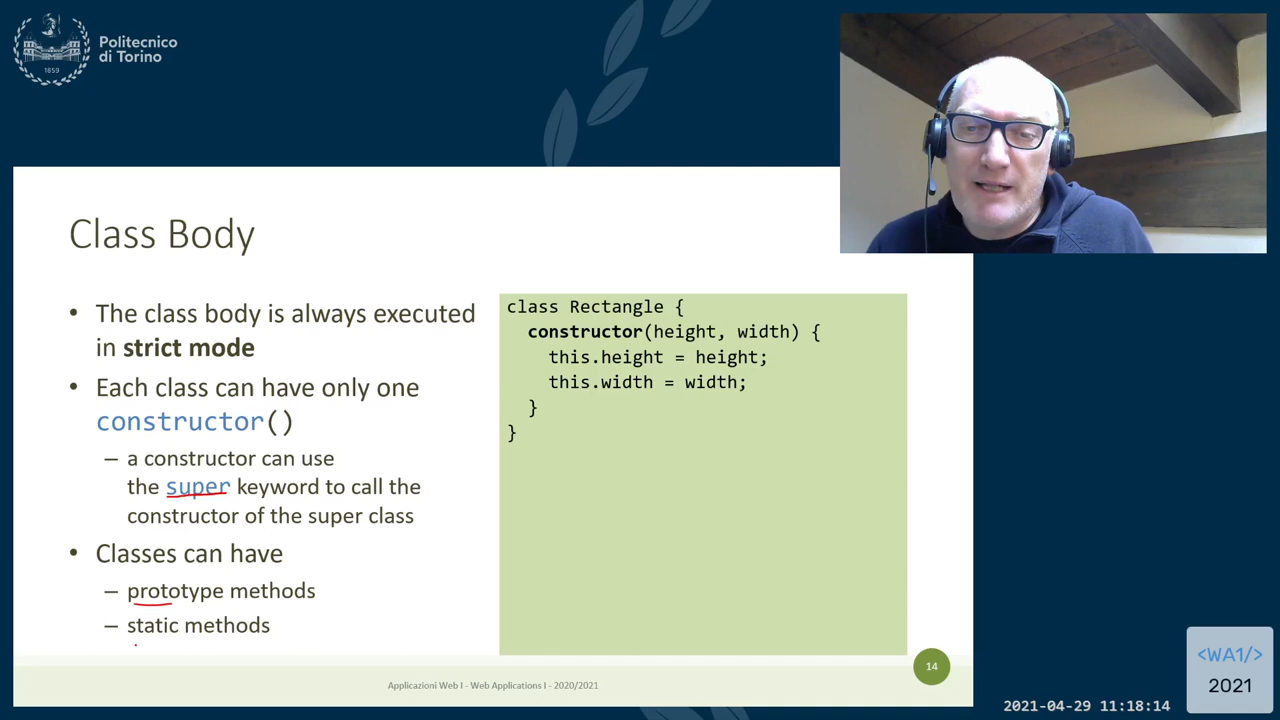 Politecnico
di Torino
1859
Class Body
• The class body is always executed
in strict mode
• Each class can have only one
constructor()
– a constructor can use
the super keyword to call the
constructor of the super class
• Classes can have
– prototype methods
– static methods
class Rectangle {
constructor(height, width) {
this.height = height;
this.width = width;
}
}
Applicazioni Web I - Web Applications I - 2020/2021
14
<WA1/>
2021
2021-04-29 11:18:14